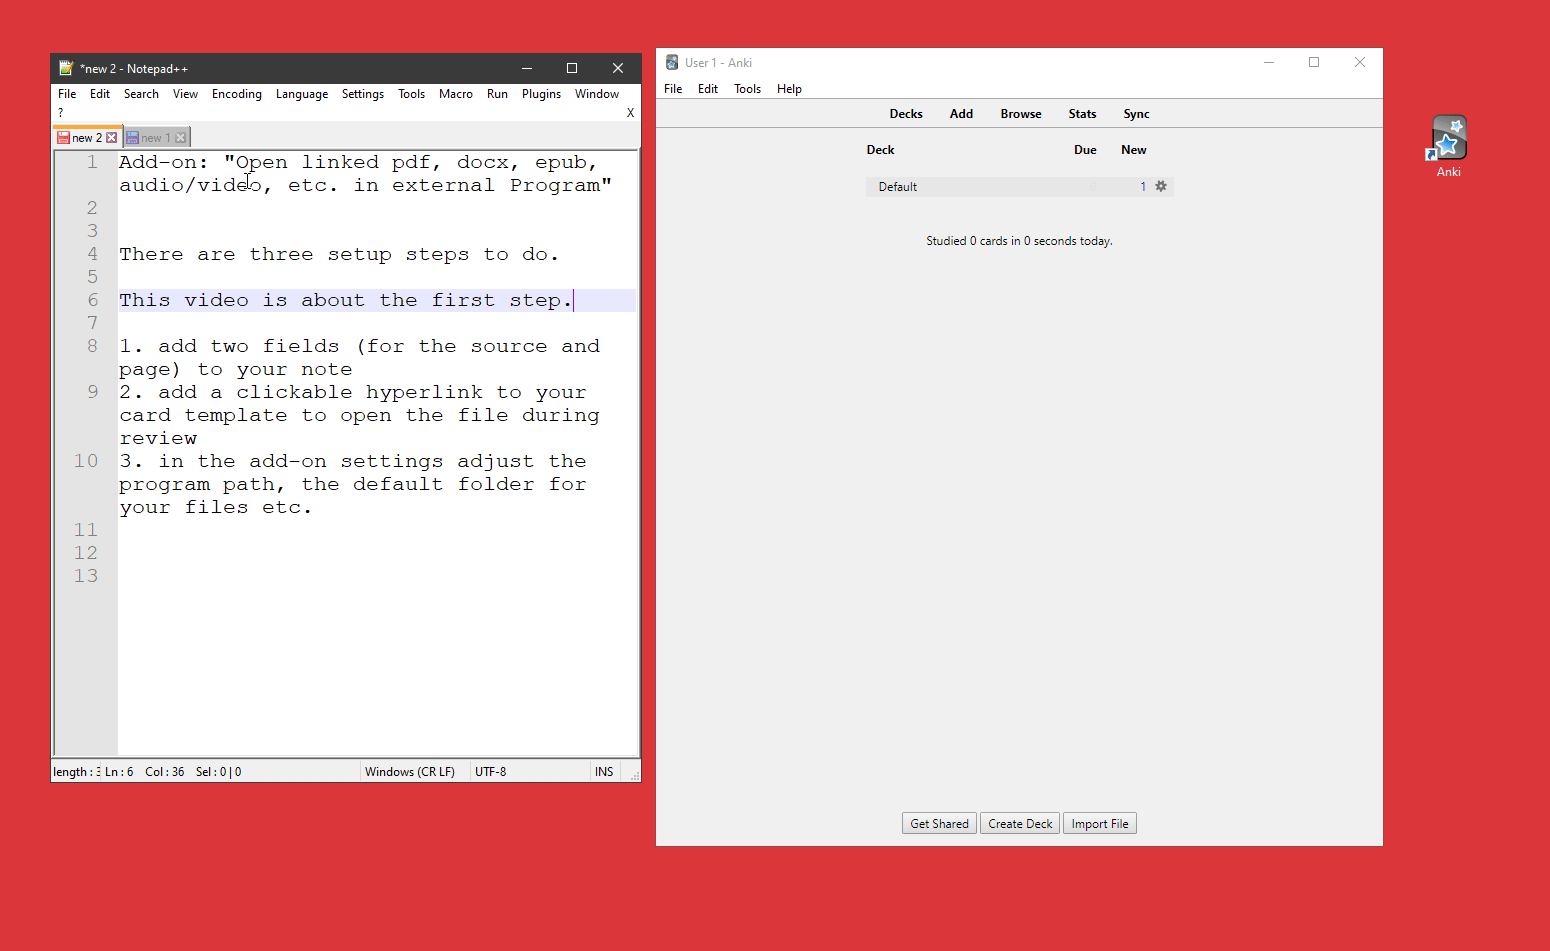 *new 2 - Notepad++
File Edit Search View Encoding Language Settings Tools Macro Run Plugins Window
? X
new 2 new 1
1 Add-on: "Open linked pdf, docx, epub,
audio/video, etc. in external Program"
2
3
4 There are three setup steps to do.
5
6 This video is about the first step.
7
8 1. add two fields (for the source and
page) to your note
9 2. add a clickable hyperlink to your
card template to open the file during
review
10 3. in the add-on settings adjust the
program path, the default folder for
your files etc.
11
12
13
length : 3 Ln : 6 Col : 36 Sel : 0 | 0 Windows (CR LF) UTF-8 INS
User 1 - Anki
File Edit Tools Help
Decks Add Browse Stats Sync
Deck Due New
Default 0 1
Studied 0 cards in 0 seconds today.
Get Shared Create Deck Import File
Anki